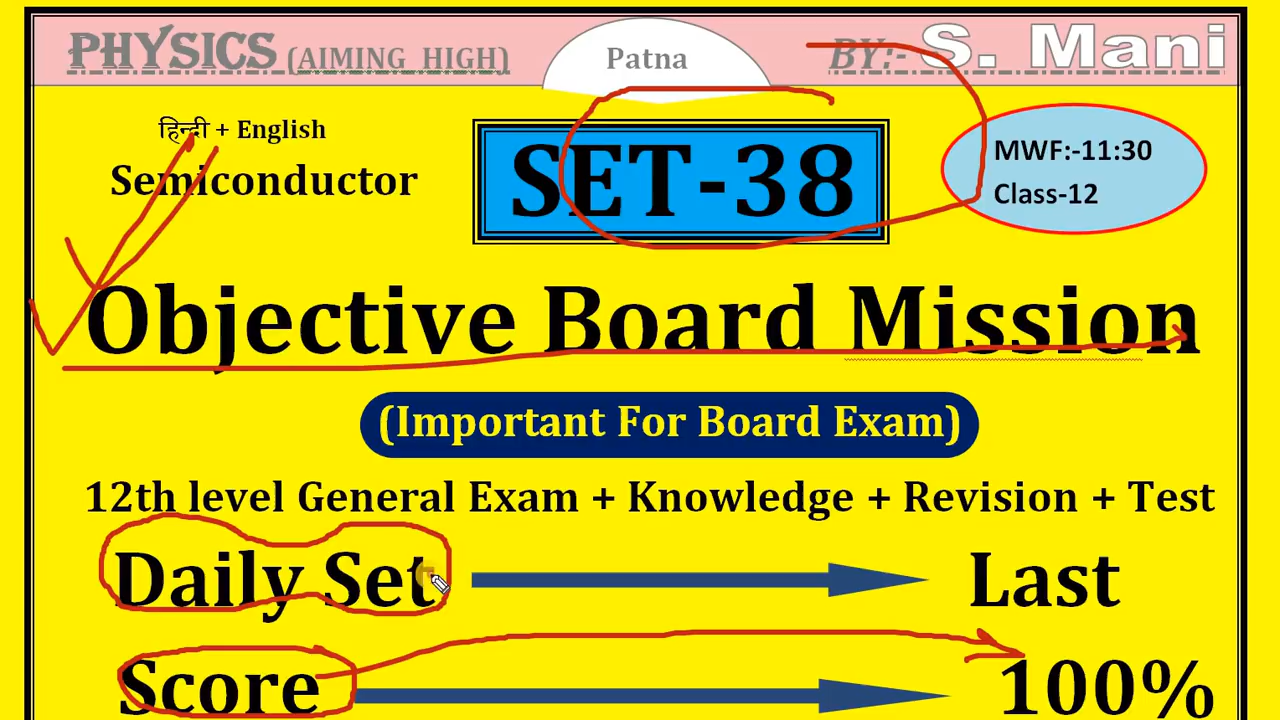 PHYSICS (AIMING HIGH) Patna BY:- S. Mani
हिन्दी + English
Semiconductor
SET-38
MWF:-11:30
Class-12
Objective Board Mission
(Important For Board Exam)
12th level General Exam + Knowledge + Revision + Test
Daily Set Last
Score 100%